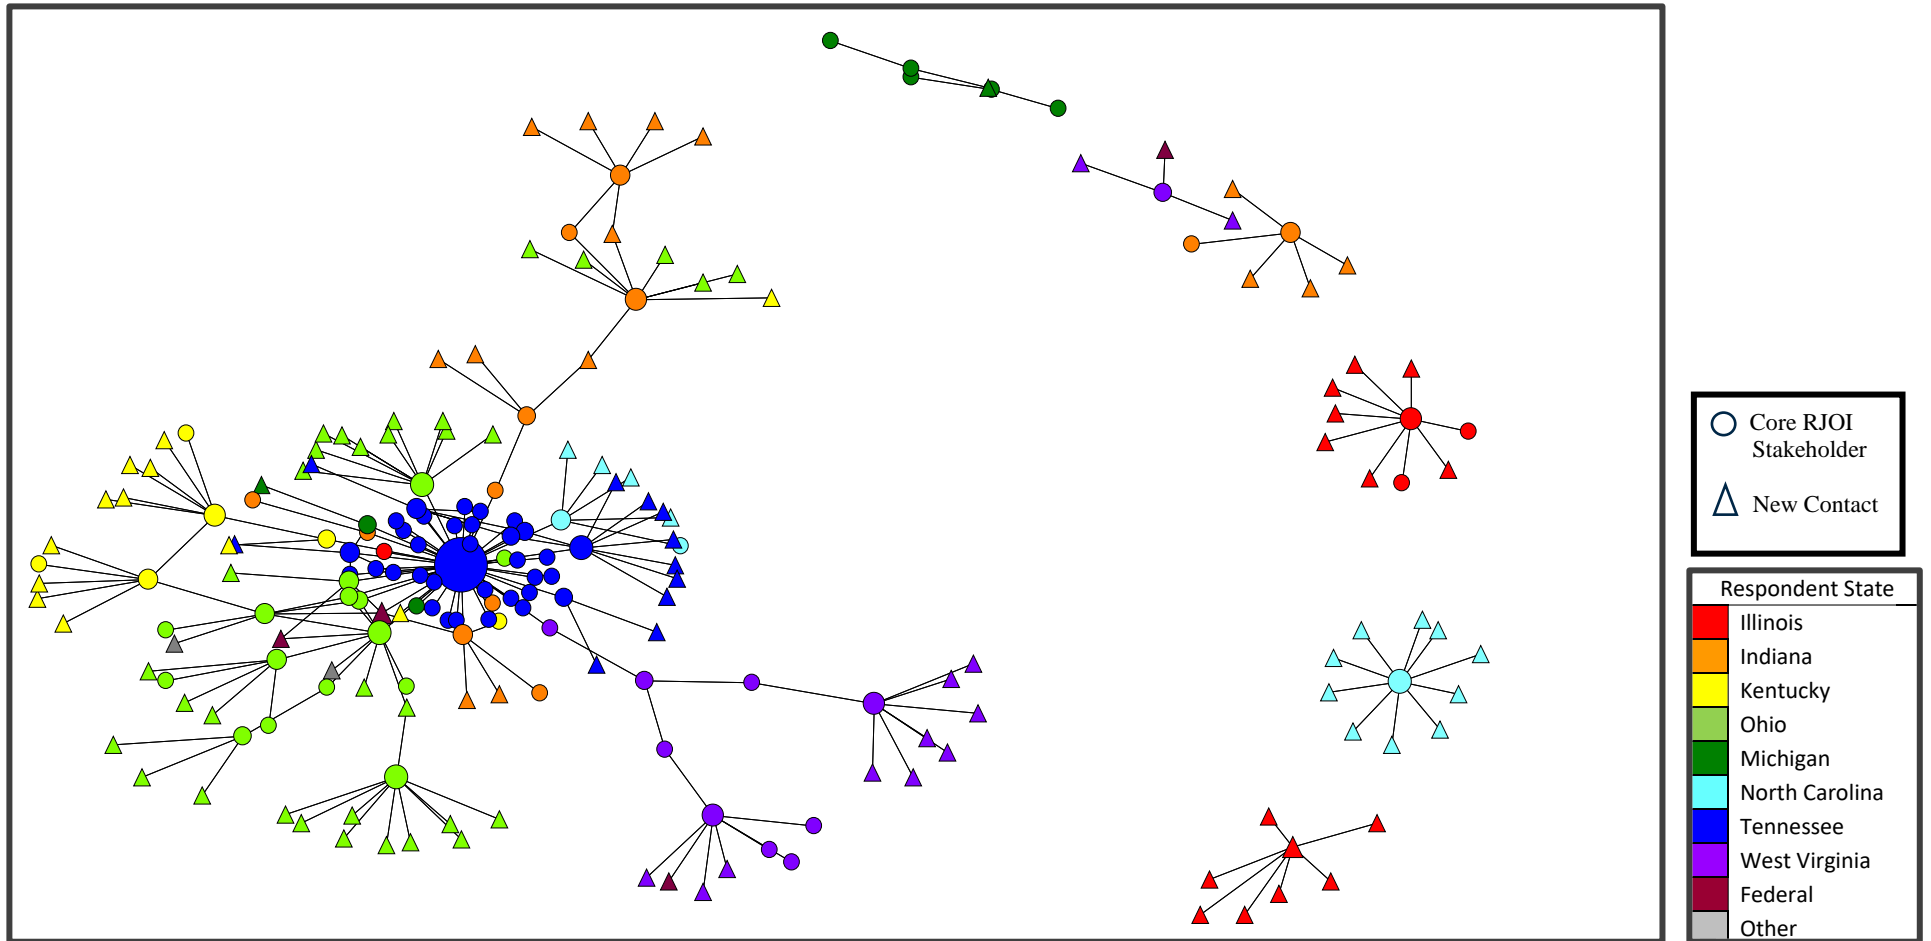 Core RJOI
Stakeholder
New Contact
Respondent State
Illinois
Indiana
Kentucky
Ohio
Michigan
North Carolina
Tennessee
West Virginia
Federal
Other